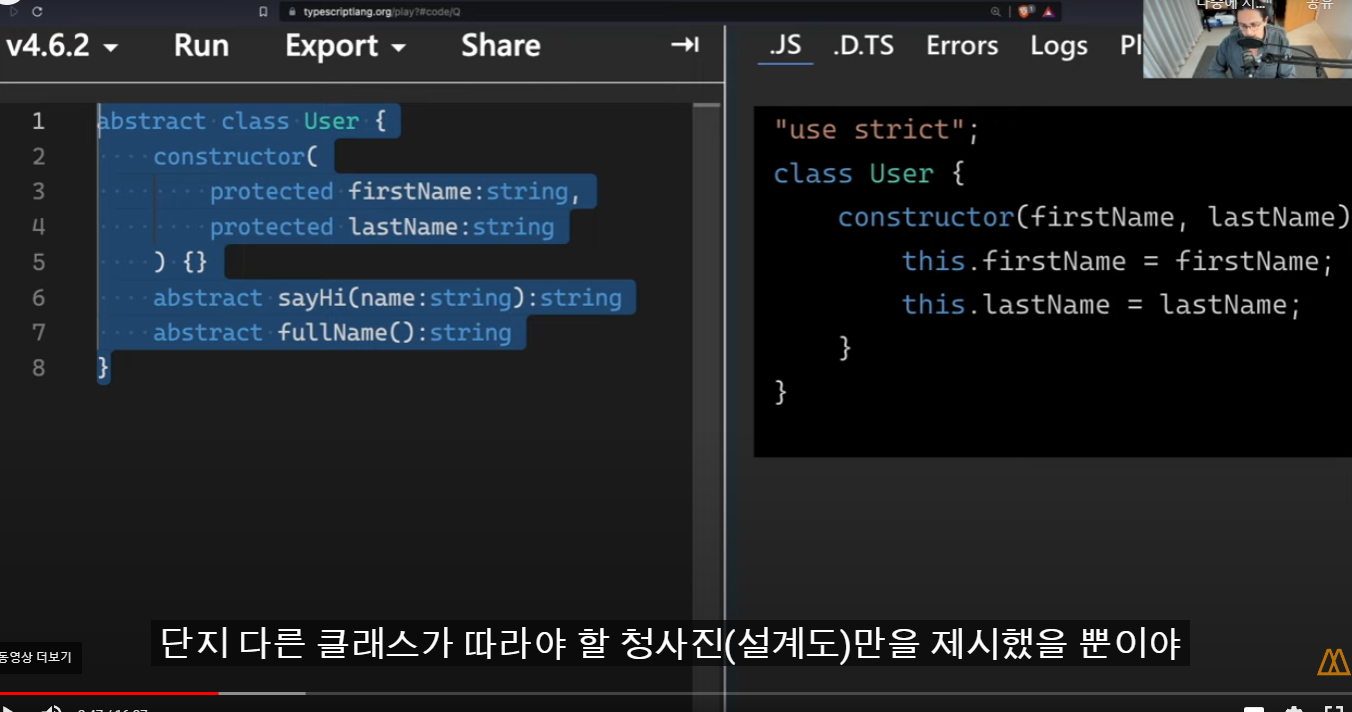 typescriptlang.org/play?#code/Q
공유
v4.6.2 Run Export Share
.JS .D.TS Errors Logs Pl
1 abstract class User {
2 constructor(
3 protected firstName:string,
4 protected lastName:string
5 ) {}
6 abstract sayHi(name:string):string
7 abstract fullName():string
8 }
"use strict";
class User {
constructor(firstName, lastName)
this.firstName = firstName;
this.lastName = lastName;
}
}
단지 다른 클래스가 따라야 할 청사진(설계도)만을 제시했을 뿐이야
동영상 더보기